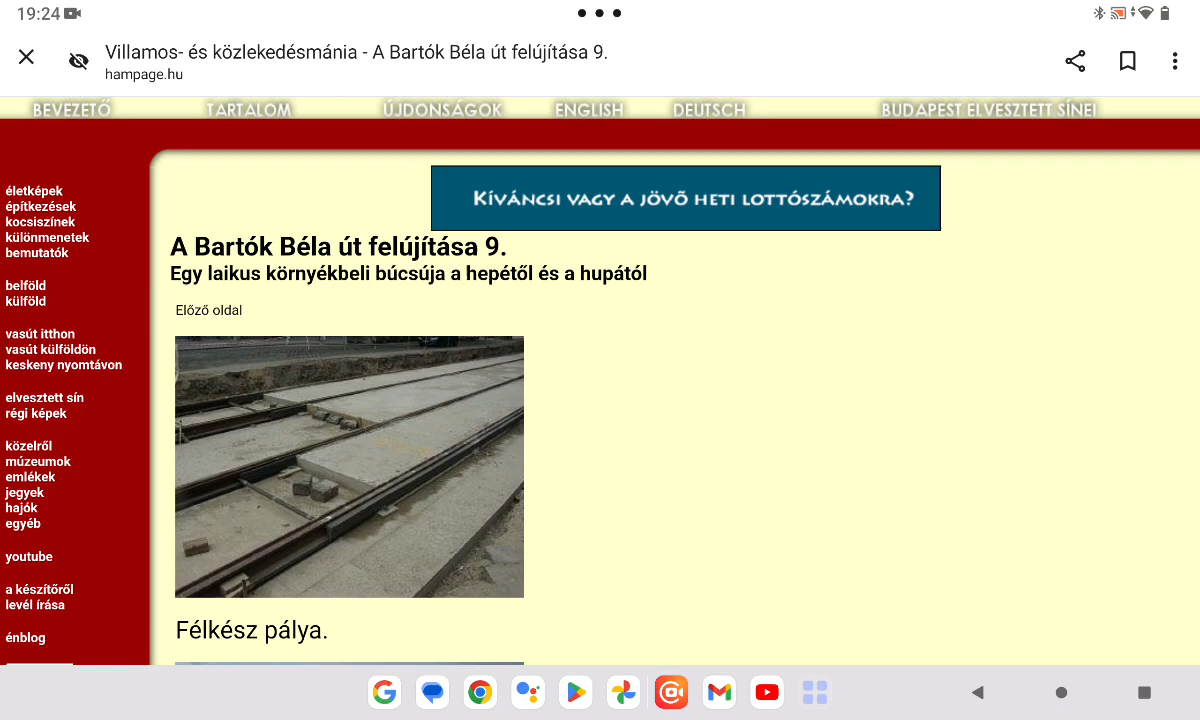 19:24
Villamos- és közlekedésmánia - A Bartók Béla út felújítása 9.
hampage.hu
BEVEZETŐ TARTALOM ÚJDONSÁGOK ENGLISH DEUTSCH BUDAPEST ELVESZTETT SÍNEI
életképek
építkezések
kocsiszínek
különmenetek
bemutatók
belföld
külföld
vasút itthon
vasút külföldön
keskeny nyomtávon
elvesztett sín
régi képek
közelről
múzeumok
emlékek
jegyek
hajók
egyéb
youtube
a készítőről
levél írása
énblog
Kíváncsi vagy a jövõ heti lottószámokra?
A Bartók Béla út felújítása 9.
Egy laikus környékbeli búcsúja a hepétől és a hupától
Előző oldal
Félkész pálya.